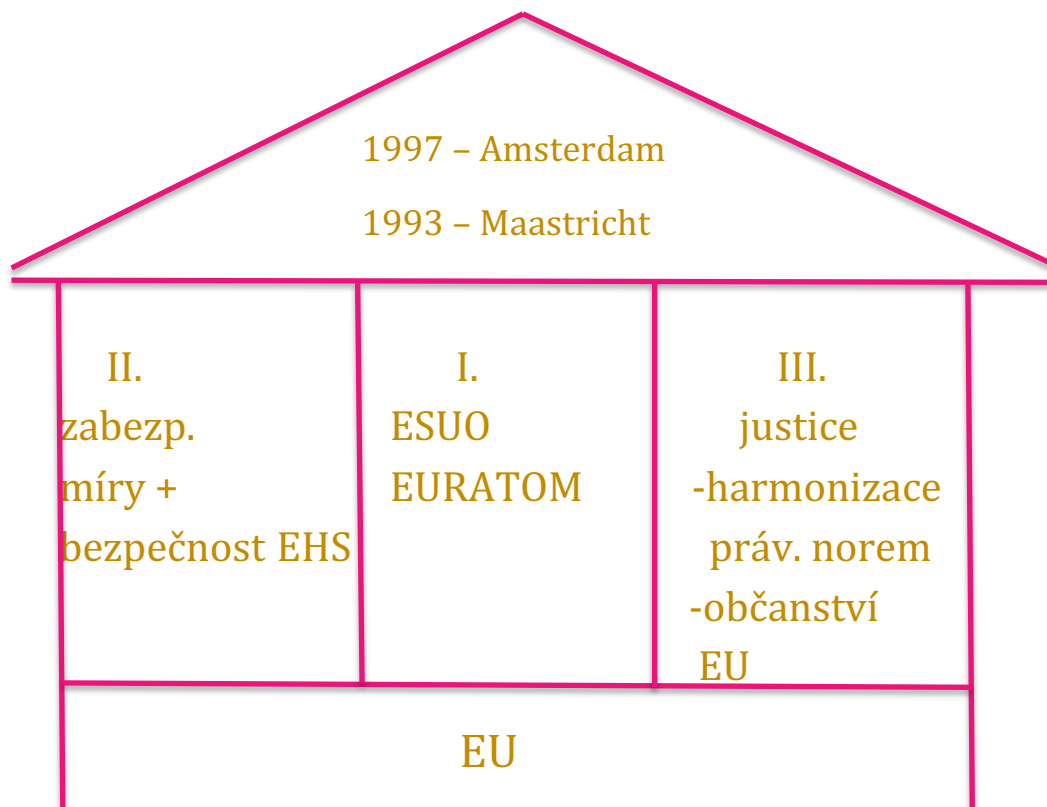 1997 – Amsterdam
1993 – Maastricht
II.
zabezp.
míry +
bezpečnost EHS
I.
ESUO
EURATOM
III.
justice
-harmonizace
práv. norem
-občanství
EU
EU